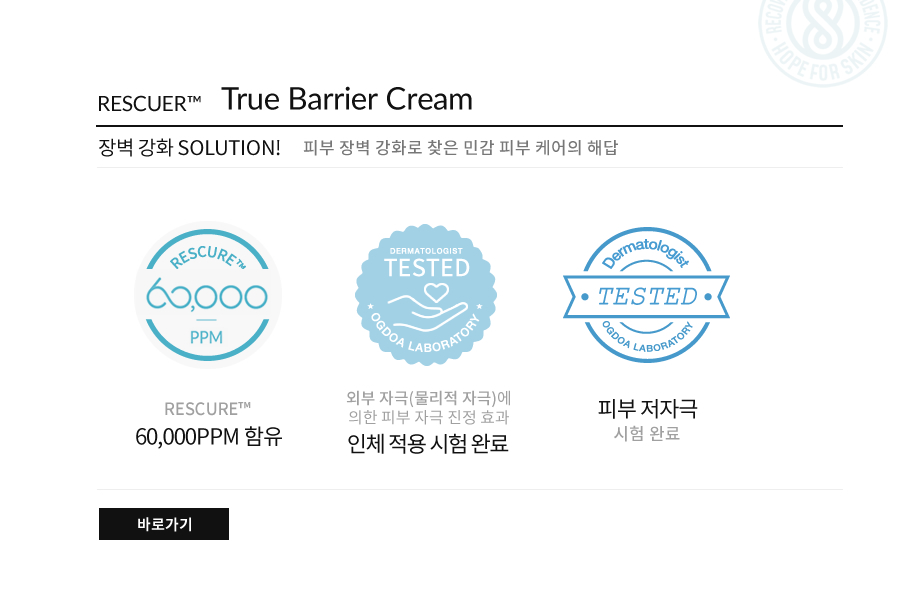 HOPE FOR SKIN
RESCUER™ True Barrier Cream
장벽 강화 SOLUTION! 피부 장벽 강화로 찾은 민감 피부 케어의 해답
RESCURE™
60,000
PPM
DERMATOLOGIST
TESTED
OGDOA LABORATORY
Dermatologist
TESTED
OGDOA LABORATORY
RESCURE™
60,000PPM 함유
외부 자극(물리적 자극)에
의한 피부 자극 진정 효과
인체 적용 시험 완료
피부 저자극
시험 완료
바로가기